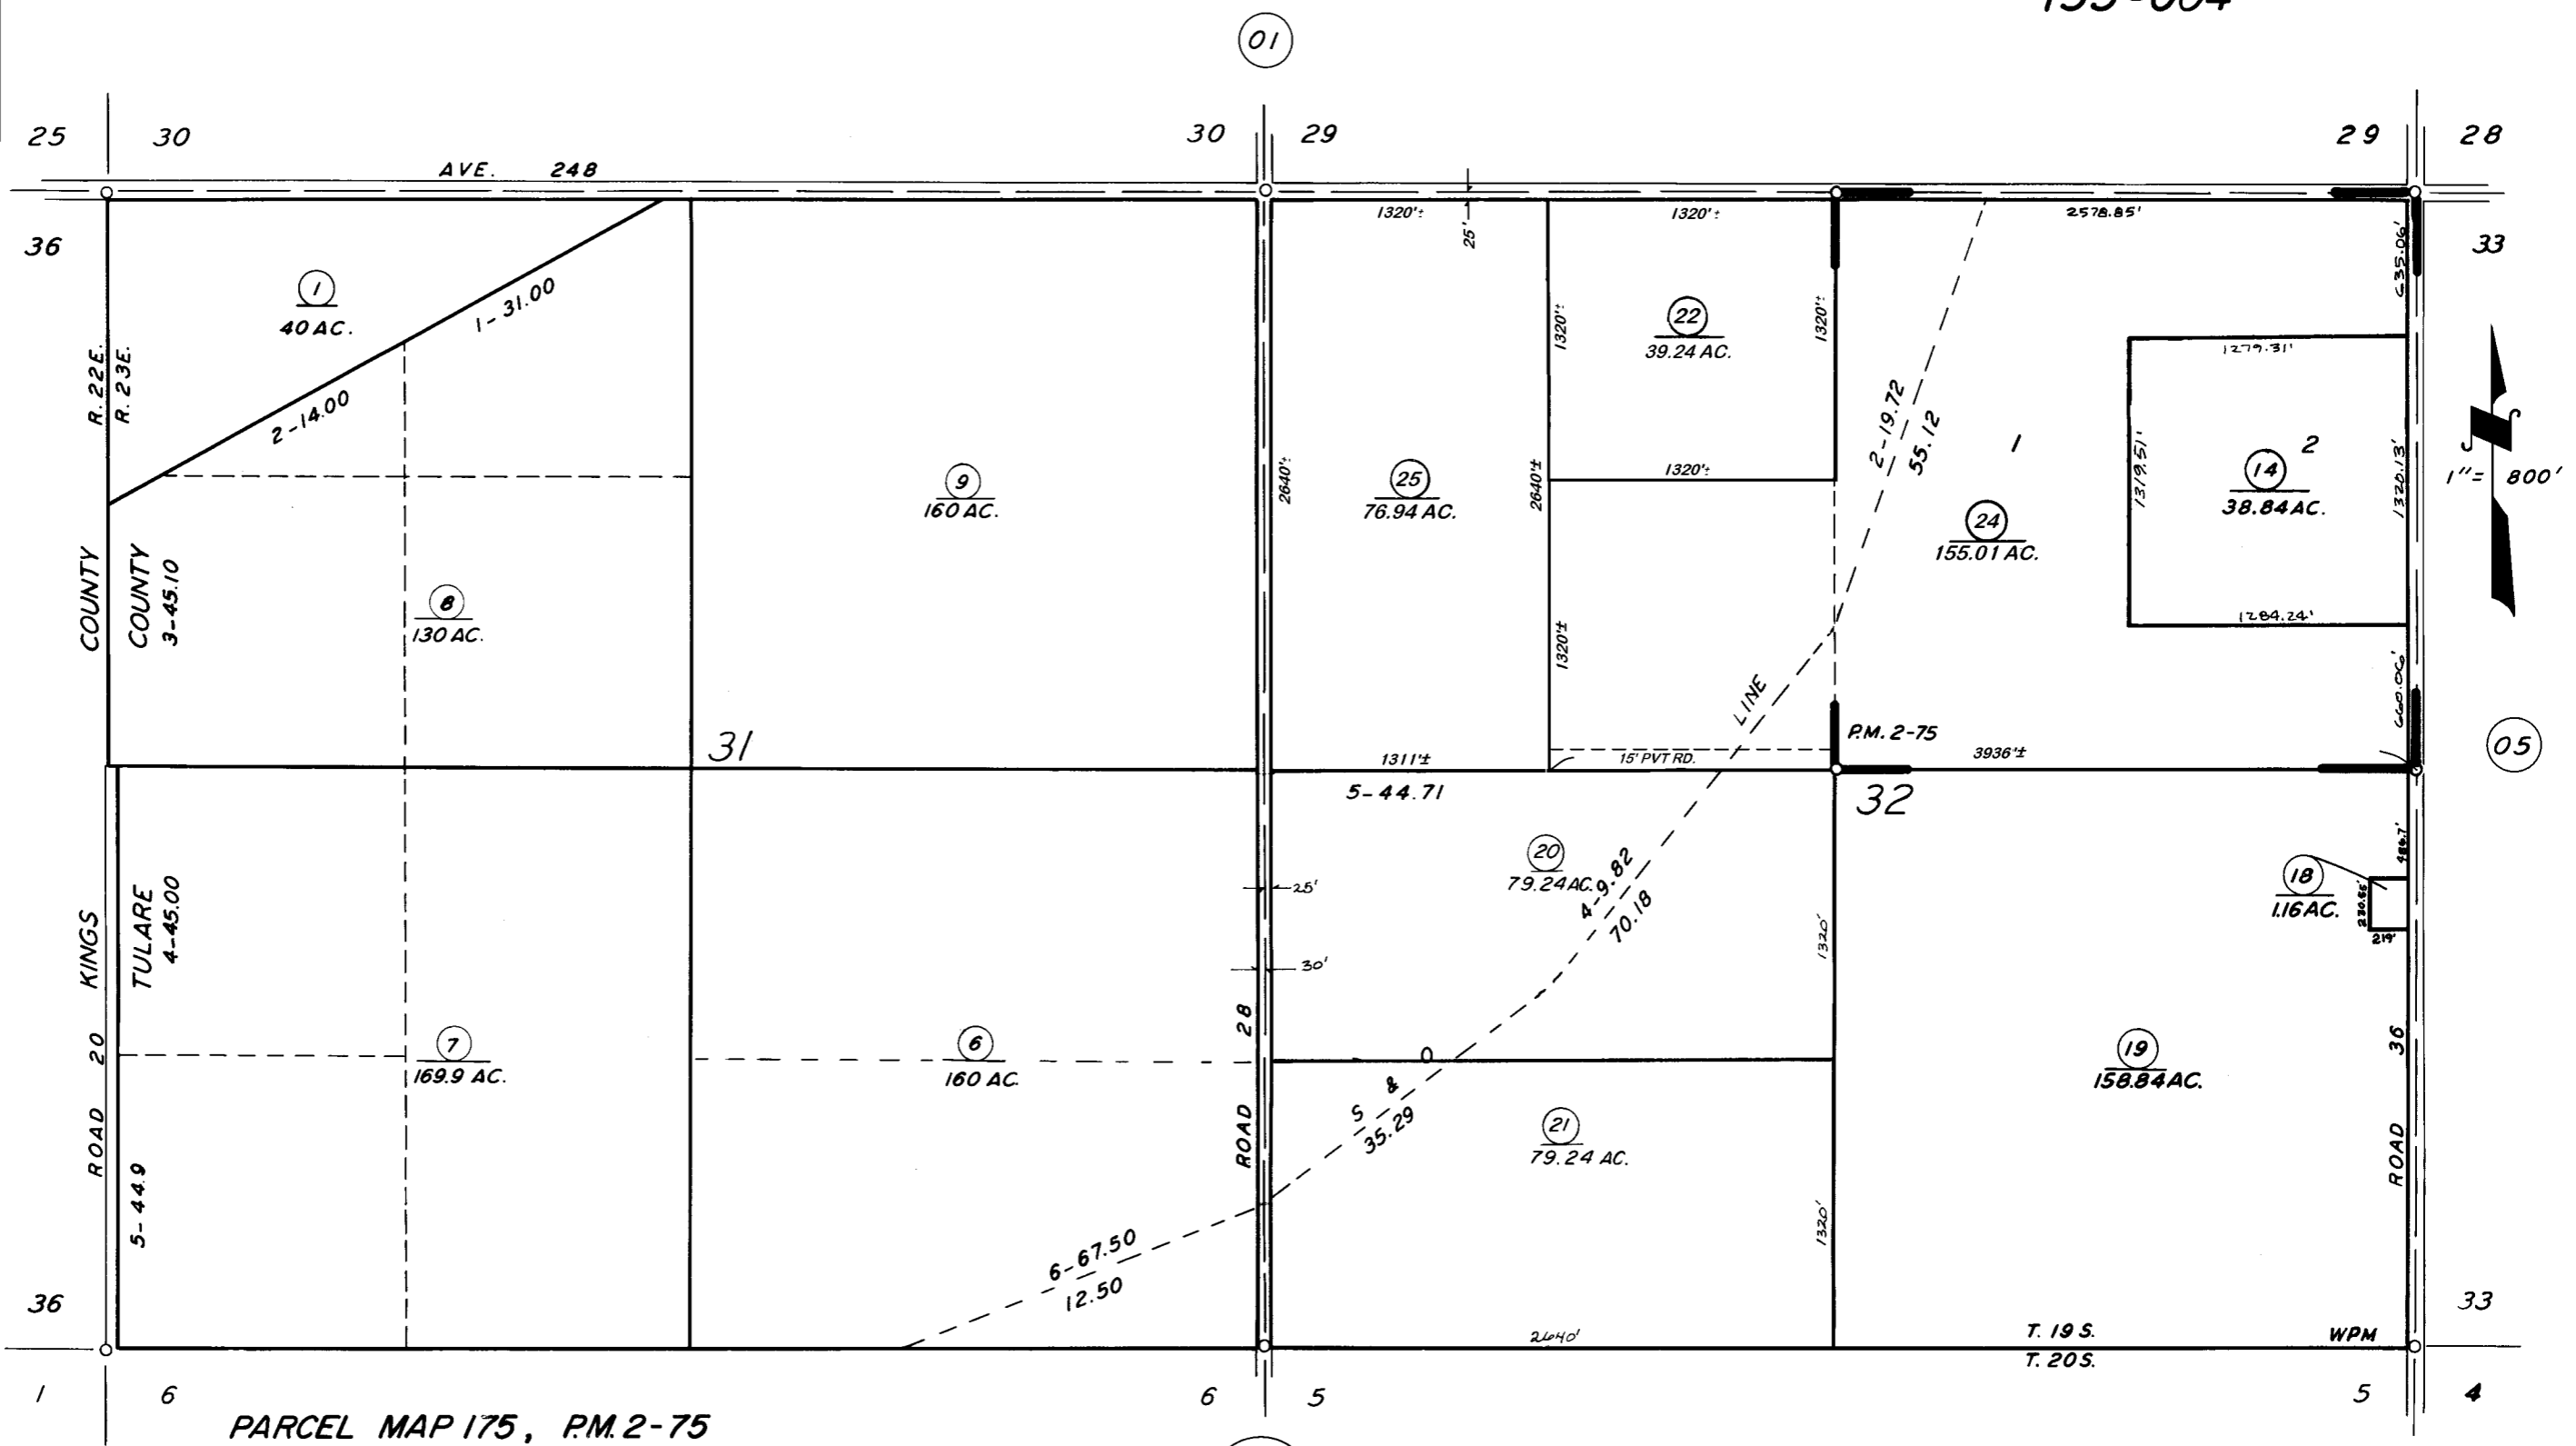 01
25 30
30 29
29 28
AVE. 248
36
1320'±
1320'±
25'
2578.85'
635.06'
33
1
40 AC.
1-31.00
2-14.00
R. 22E.
R. 23E.
22
39.24 AC.
1320'±
1320'±
1320'±
1279.31'
1319.51'
2
14
38.84 AC.
1320.13'
1284.24'
1"= 800'
9
160 AC.
2640'±
25
76.94 AC.
2640'±
2-19.72
55.12
1
24
155.01 AC.
COUNTY
COUNTY
3-45.10
8
130 AC.
1320'±
LINE
660.06'
05
31
1311'±
15' PVT RD.
P.M. 2-75
3936'±
5-44.71
32
20
79.24 AC.
4-9.82
70.18
486.7'
18
1.16 AC.
230.55'
219'
25'
30'
1320'
KINGS
TULARE
4-45.00
ROAD 20
7
169.9 AC.
6
160 AC.
ROAD 28
O
&
S
35.29
19
158.84 AC.
ROAD 36
21
79.24 AC.
1320'
5-44.9
6-67.50
12.50
36
2640'
T. 19 S.
WPM
T. 20 S.
33
1 6
6 5
5 4
PARCEL MAP 175, P.M. 2-75